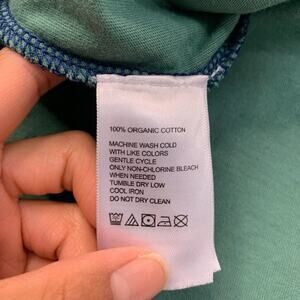 100% ORGANIC COTTON
MACHINE WASH COLD
WITH LIKE COLORS
GENTLE CYCLE
ONLY NON-CHLORINE BLEACH
WHEN NEEDED
TUMBLE DRY LOW
COOL IRON
DO NOT DRY CLEAN